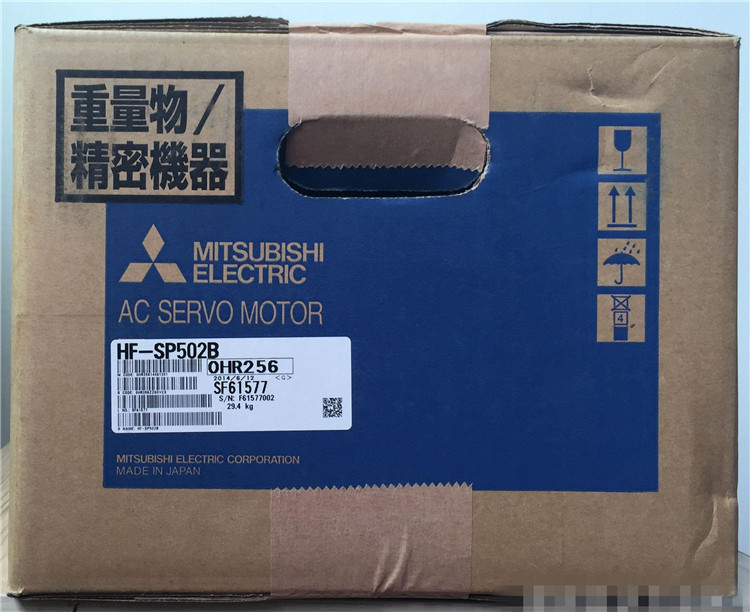 重量物/
精密機器
MITSUBISHI
ELECTRIC
AC SERVO MOTOR
HF-SP502B
OHR256
2014/6/12 <G>
SF61577
S/N: F61577002
29.4 kg
MITSUBISHI ELECTRIC CORPORATION
MADE IN JAPAN
4